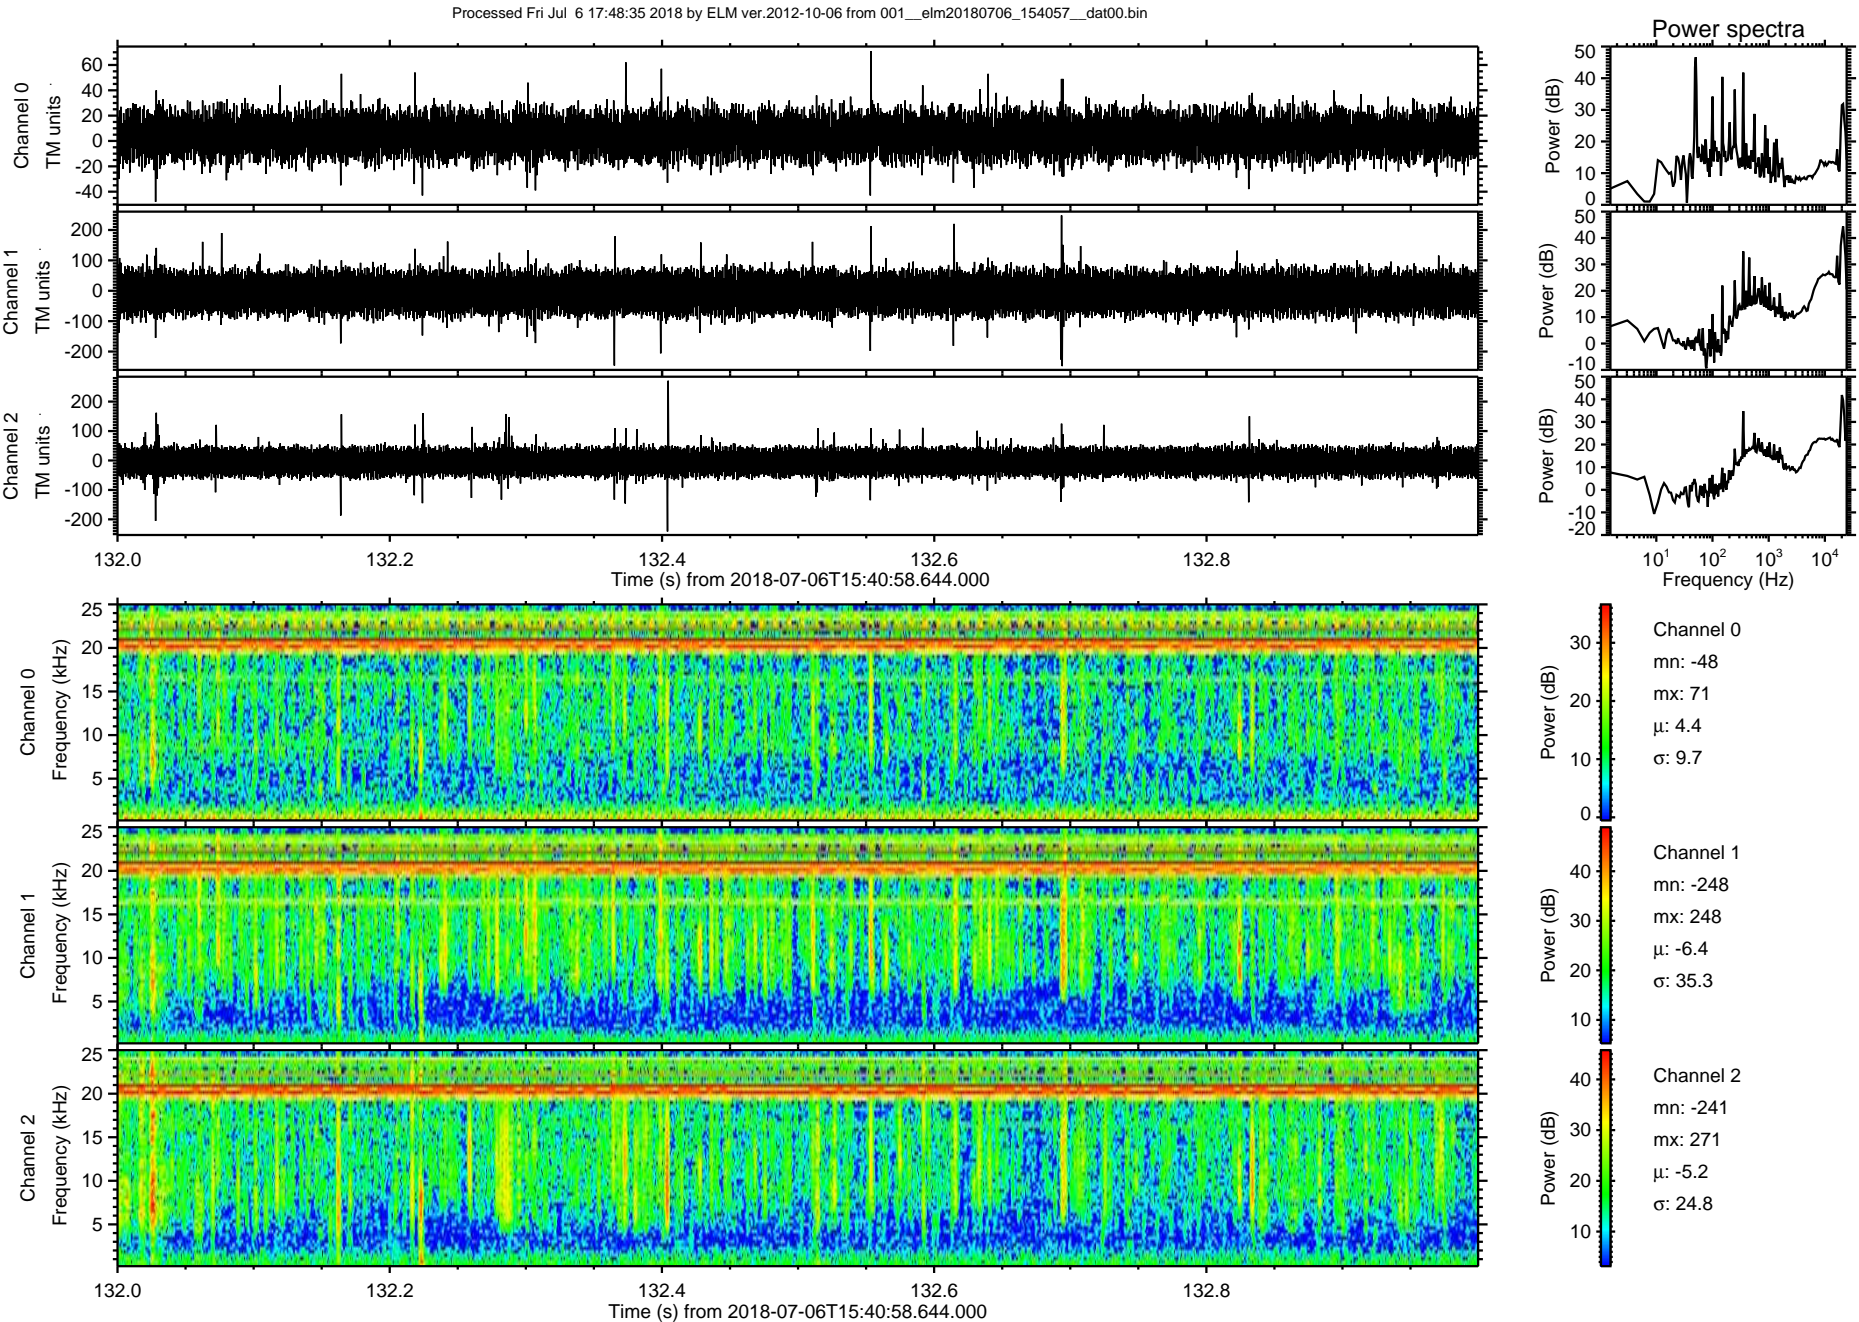 Processed Fri Jul  6 17:48:35 2018 by ELM ver.2012-10-06 from 001__elm20180706_154057__dat00.bin
Power spectra
Channel 0
TM units
60
40
20
0
-20
-40
Power (dB)
50
40
30
20
10
0
Channel 1
TM units
200
100
0
-100
-200
Power (dB)
50
40
30
20
10
0
-10
Channel 2
TM units
200
100
0
-100
-200
Power (dB)
50
40
30
20
10
0
-10
-20
132.0 132.2 132.4 132.6 132.8
Time (s) from 2018-07-06T15:40:58.644.000
10^1 10^2 10^3 10^4
Frequency (Hz)
Channel 0
Frequency (kHz)
25
20
15
10
5
Power (dB)
30
20
10
0
Channel 0
mn: -48
mx: 71
μ: 4.4
σ: 9.7
Channel 1
Frequency (kHz)
25
20
15
10
5
Power (dB)
40
30
20
10
Channel 1
mn: -248
mx: 248
μ: -6.4
σ: 35.3
Channel 2
Frequency (kHz)
25
20
15
10
5
Power (dB)
40
30
20
10
Channel 2
mn: -241
mx: 271
μ: -5.2
σ: 24.8
132.0 132.2 132.4 132.6 132.8
Time (s) from 2018-07-06T15:40:58.644.000